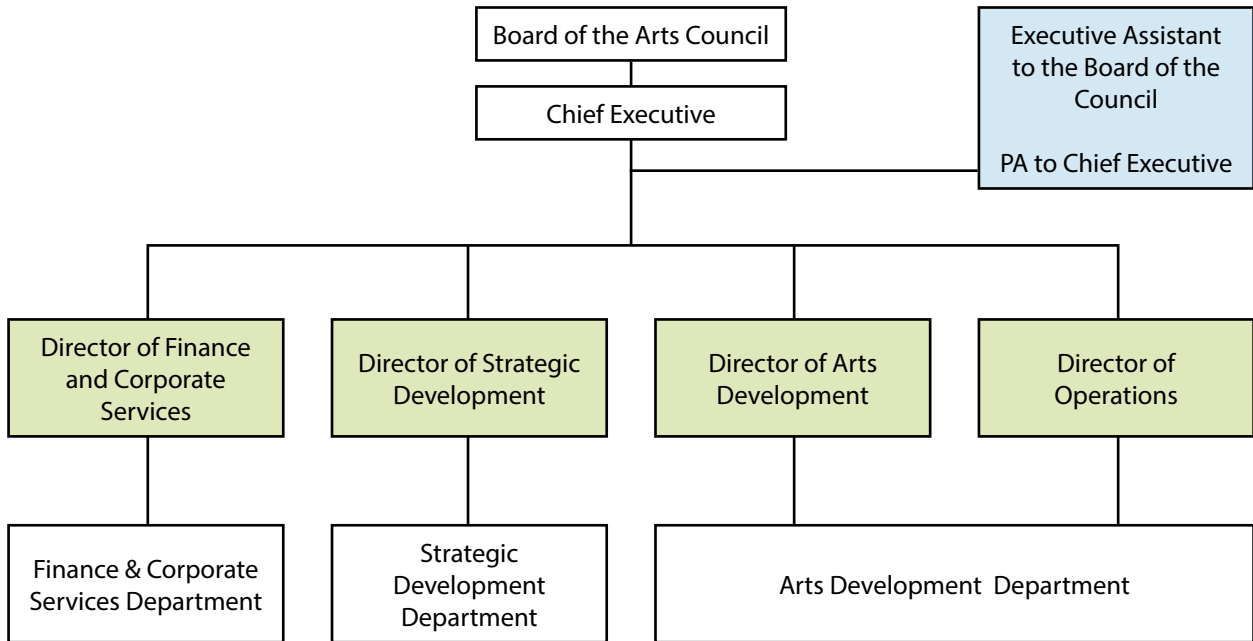 Board of the Arts Council
Chief Executive
Executive Assistant
to the Board of the
Council
PA to Chief Executive
Director of Finance
and Corporate
Services
Director of Strategic
Development
Director of Arts
Development
Director of
Operations
Finance & Corporate
Services Department
Strategic
Development
Department
Arts Development Department